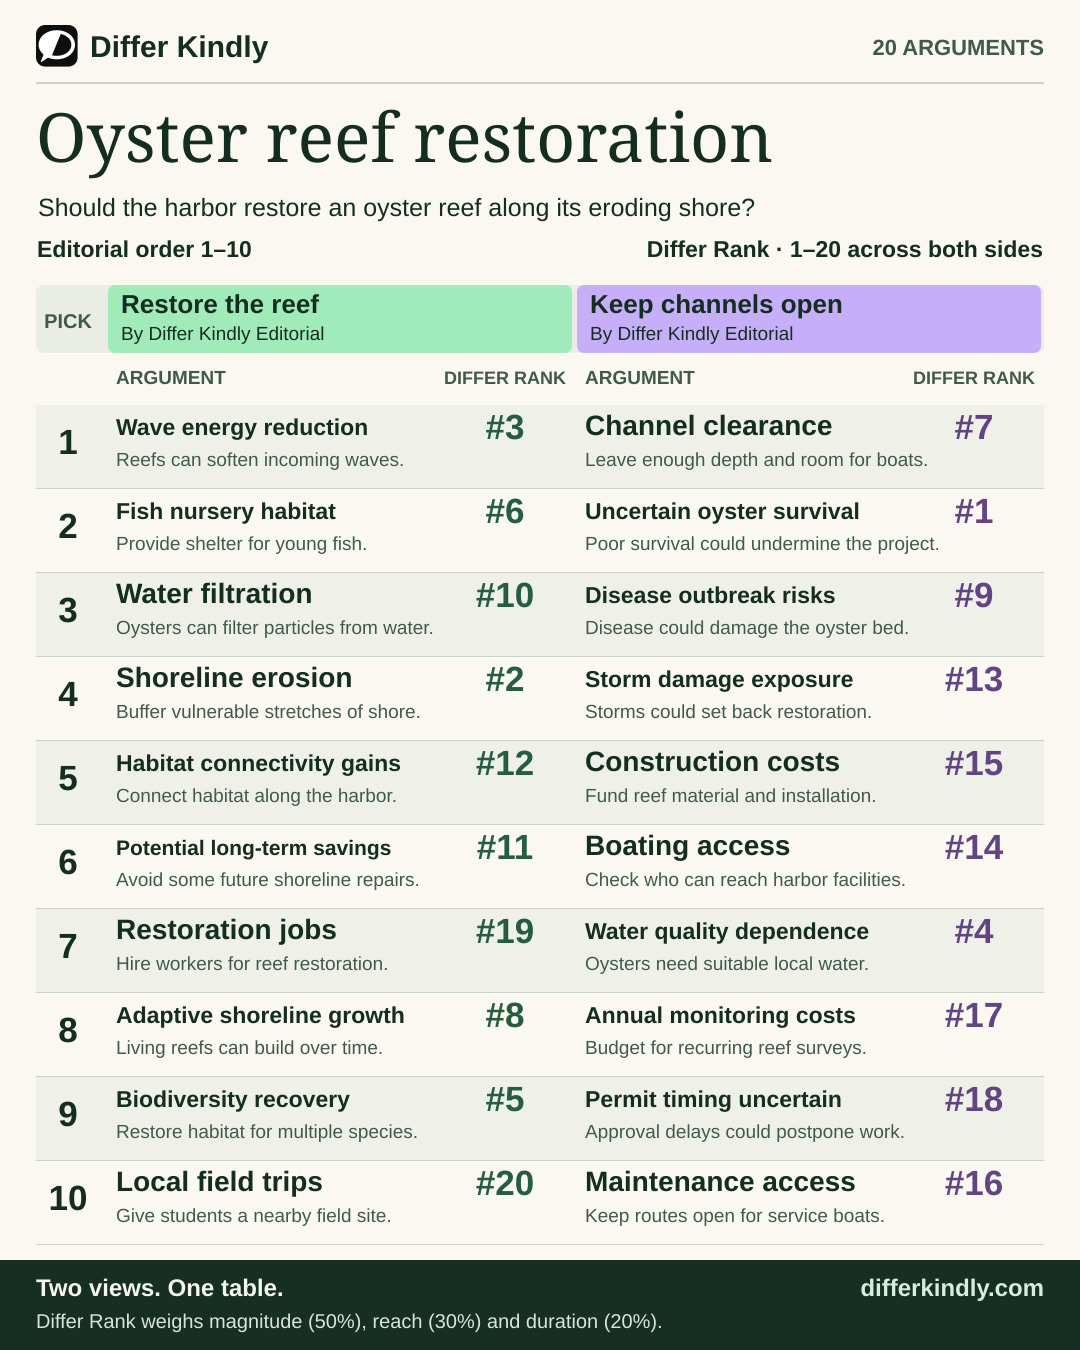 Differ Kindly
20 ARGUMENTS
Oyster reef restoration
Should the harbor restore an oyster reef along its eroding shore?
Editorial order 1–10
Differ Rank · 1–20 across both sides
PICK
Restore the reef
By Differ Kindly Editorial
Keep channels open
By Differ Kindly Editorial
ARGUMENT DIFFER RANK ARGUMENT DIFFER RANK
1
Wave energy reduction #3
Reefs can soften incoming waves.
Channel clearance #7
Leave enough depth and room for boats.
2
Fish nursery habitat #6
Provide shelter for young fish.
Uncertain oyster survival #1
Poor survival could undermine the project.
3
Water filtration #10
Oysters can filter particles from water.
Disease outbreak risks #9
Disease could damage the oyster bed.
4
Shoreline erosion #2
Buffer vulnerable stretches of shore.
Storm damage exposure #13
Storms could set back restoration.
5
Habitat connectivity gains #12
Connect habitat along the harbor.
Construction costs #15
Fund reef material and installation.
6
Potential long-term savings #11
Avoid some future shoreline repairs.
Boating access #14
Check who can reach harbor facilities.
7
Restoration jobs #19
Hire workers for reef restoration.
Water quality dependence #4
Oysters need suitable local water.
8
Adaptive shoreline growth #8
Living reefs can build over time.
Annual monitoring costs #17
Budget for recurring reef surveys.
9
Biodiversity recovery #5
Restore habitat for multiple species.
Permit timing uncertain #18
Approval delays could postpone work.
10
Local field trips #20
Give students a nearby field site.
Maintenance access #16
Keep routes open for service boats.
Two views. One table.
differkindly.com
Differ Rank weighs magnitude (50%), reach (30%) and duration (20%).